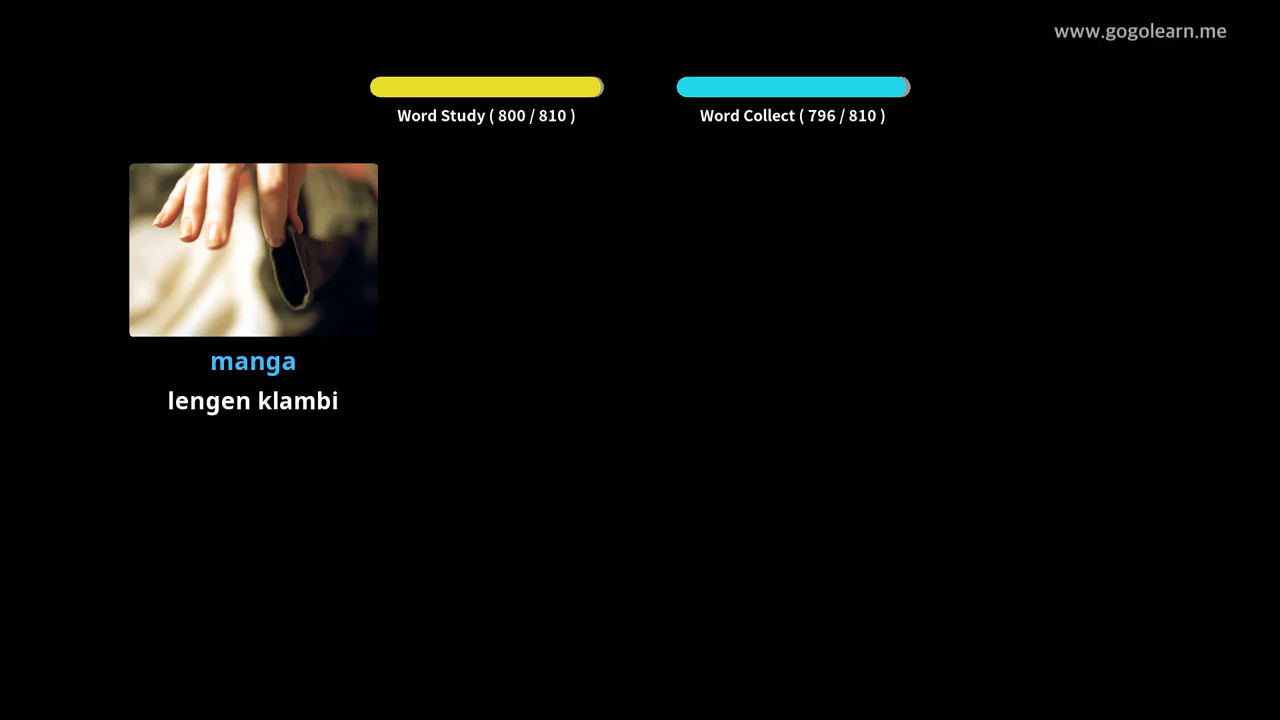 www.gogolearn.me
Word Study ( 800 / 810 )
Word Collect ( 796 / 810 )
manga
lengen klambi